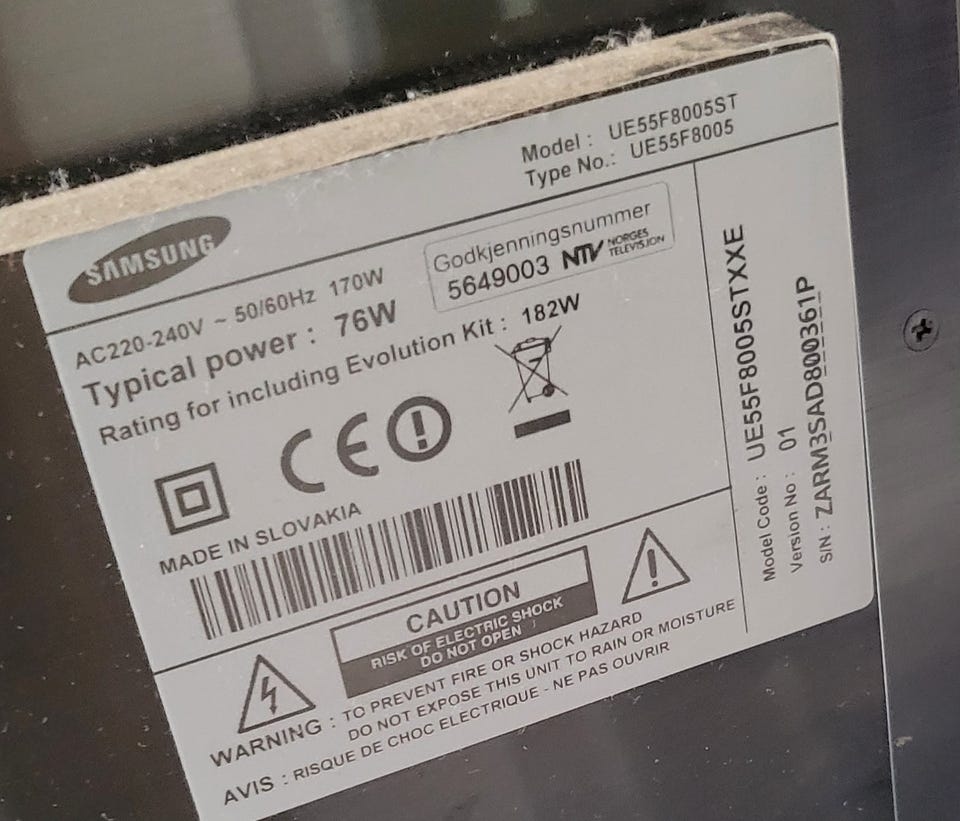 Model : UE55F8005ST
Type No.: UE55F8005
SAMSUNG
AC220-240V ~ 50/60Hz 170W
Typical power : 76W
Rating for including Evolution Kit : 182W
Godkjenningsnummer
5649003 NTV NORGES TELEVISJON
CE
MADE IN SLOVAKIA
CAUTION
RISK OF ELECTRIC SHOCK
DO NOT OPEN
WARNING : TO PREVENT FIRE OR SHOCK HAZARD
DO NOT EXPOSE THIS UNIT TO RAIN OR MOISTURE
AVIS : RISQUE DE CHOC ELECTRIQUE - NE PAS OUVRIR
Model Code : UE55F8005STXXE
Version No : 01
S/N : ZARM3SAD800361P